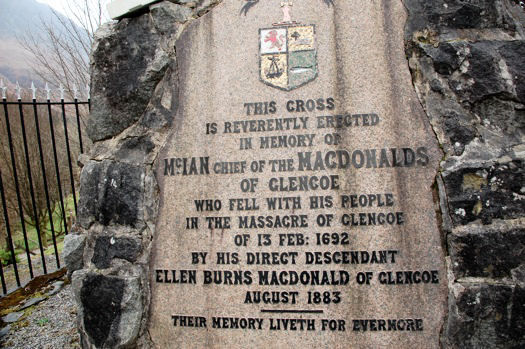 THIS CROSS
IS REVERENTLY ERECTED
IN MEMORY OF
McIAN CHIEF OF THE MACDONALDS
OF GLENCOE
WHO FELL WITH HIS PEOPLE
IN THE MASSACRE OF GLENCOE
OF 13 FEB: 1692
BY HIS DIRECT DESCENDANT
ELLEN BURNS MACDONALD OF GLENCOE
AUGUST 1883
THEIR MEMORY LIVETH FOR EVERMORE